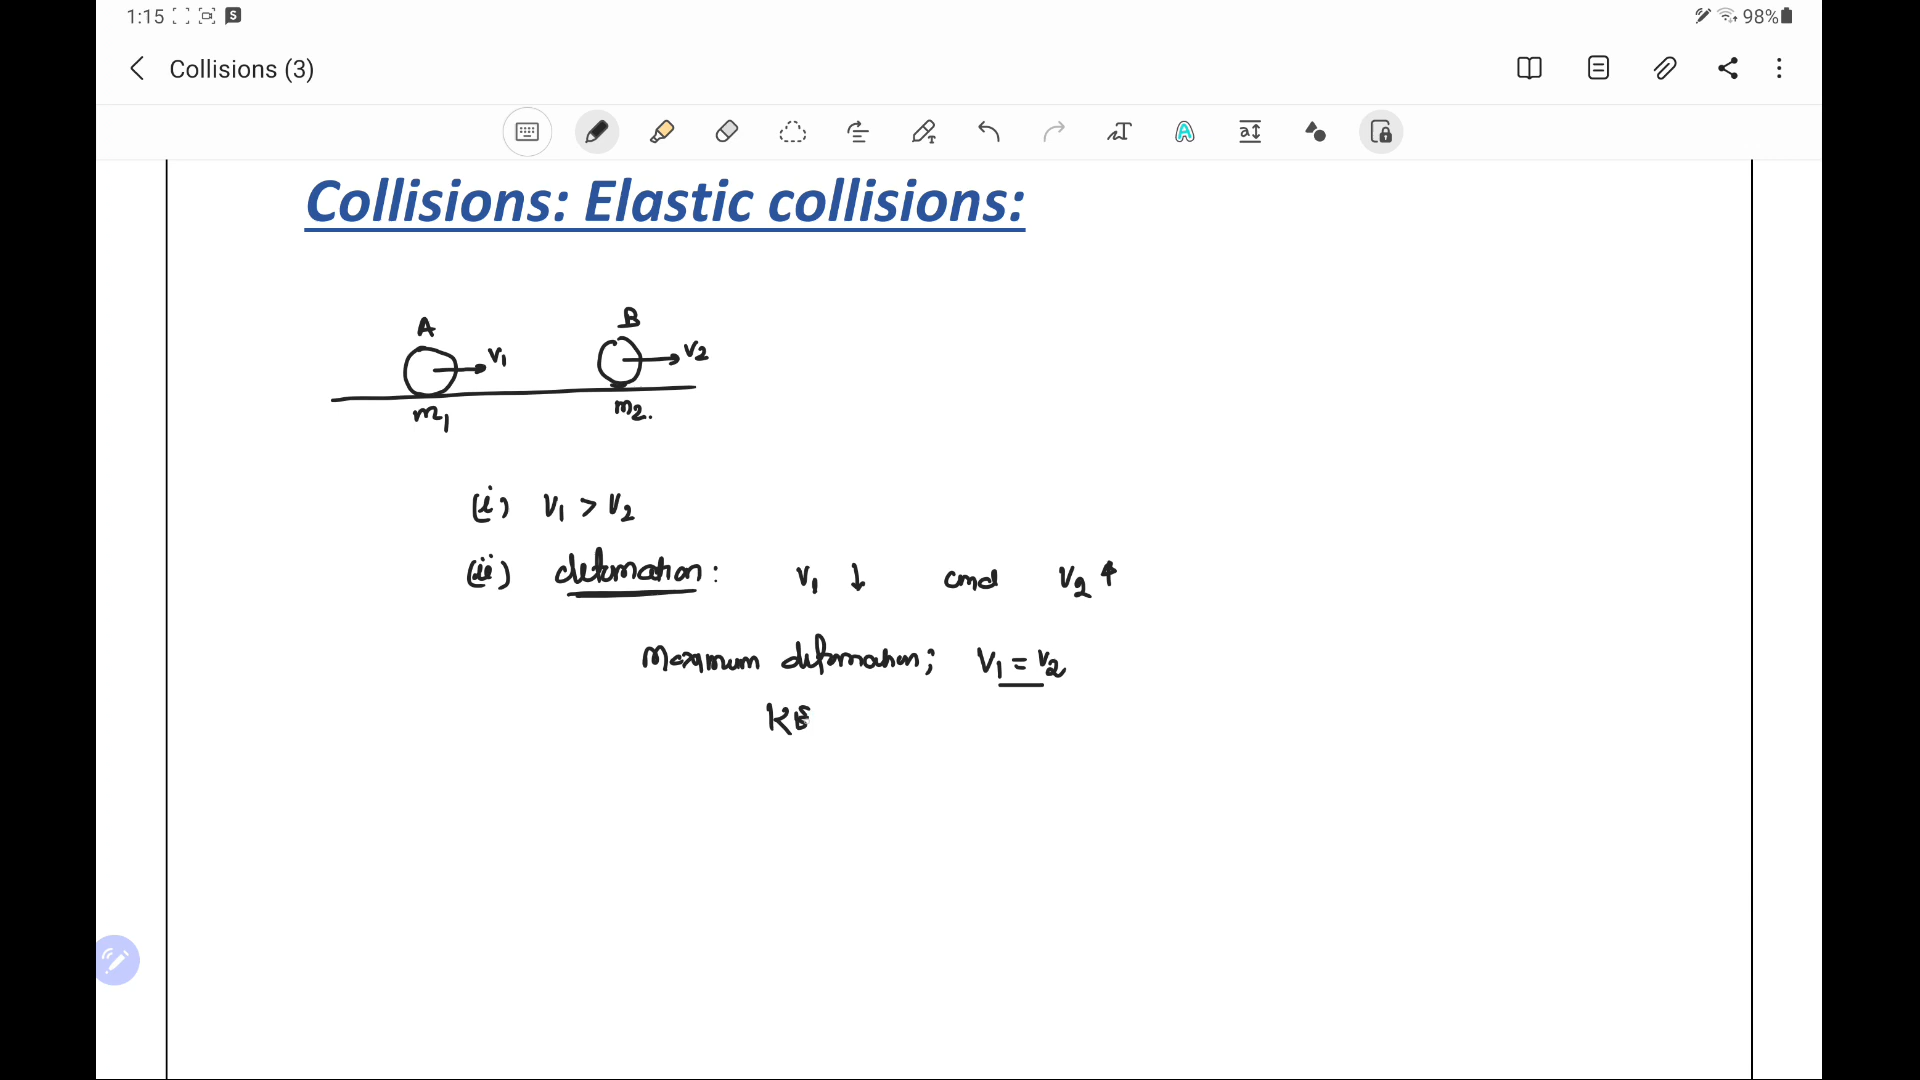 1:15 S 98%
Collisions (3)
Collisions: Elastic collisions:
A B
v₁ v₂
m₁ m₂.
(i) v₁ > v₂
(ii) deformation: v₁ ↓ and v₂ ↑
Maximum deformation; v₁ = v₂
KE